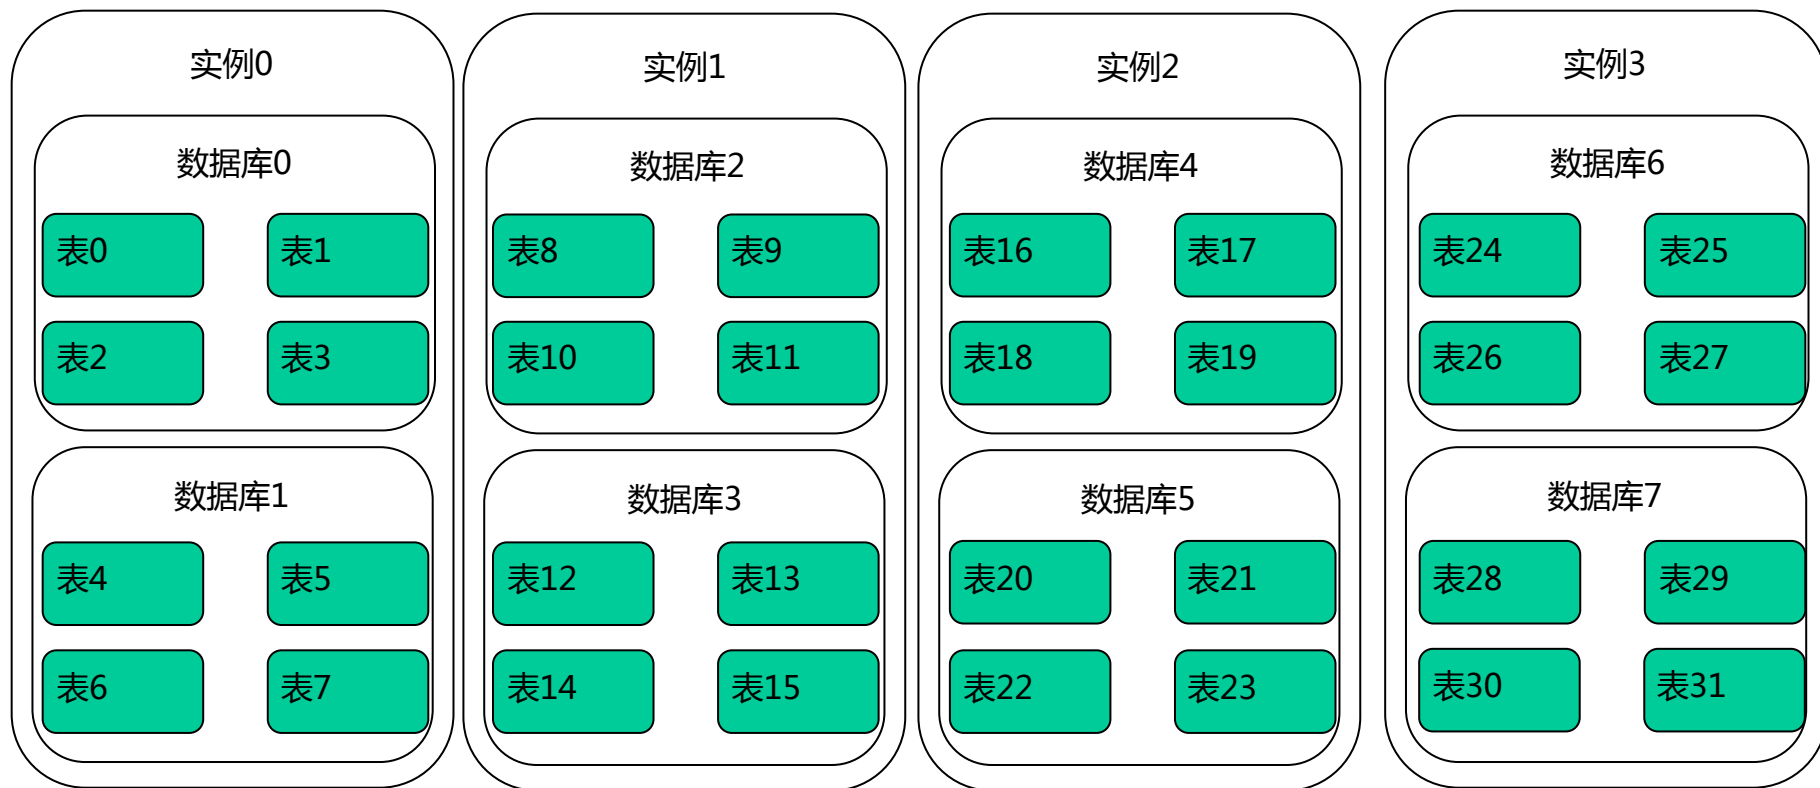 实例0
数据库0
表0
表1
表2
表3
数据库1
表4
表5
表6
表7
实例1
数据库2
表8
表9
表10
表11
数据库3
表12
表13
表14
表15
实例2
数据库4
表16
表17
表18
表19
数据库5
表20
表21
表22
表23
实例3
数据库6
表24
表25
表26
表27
数据库7
表28
表29
表30
表31